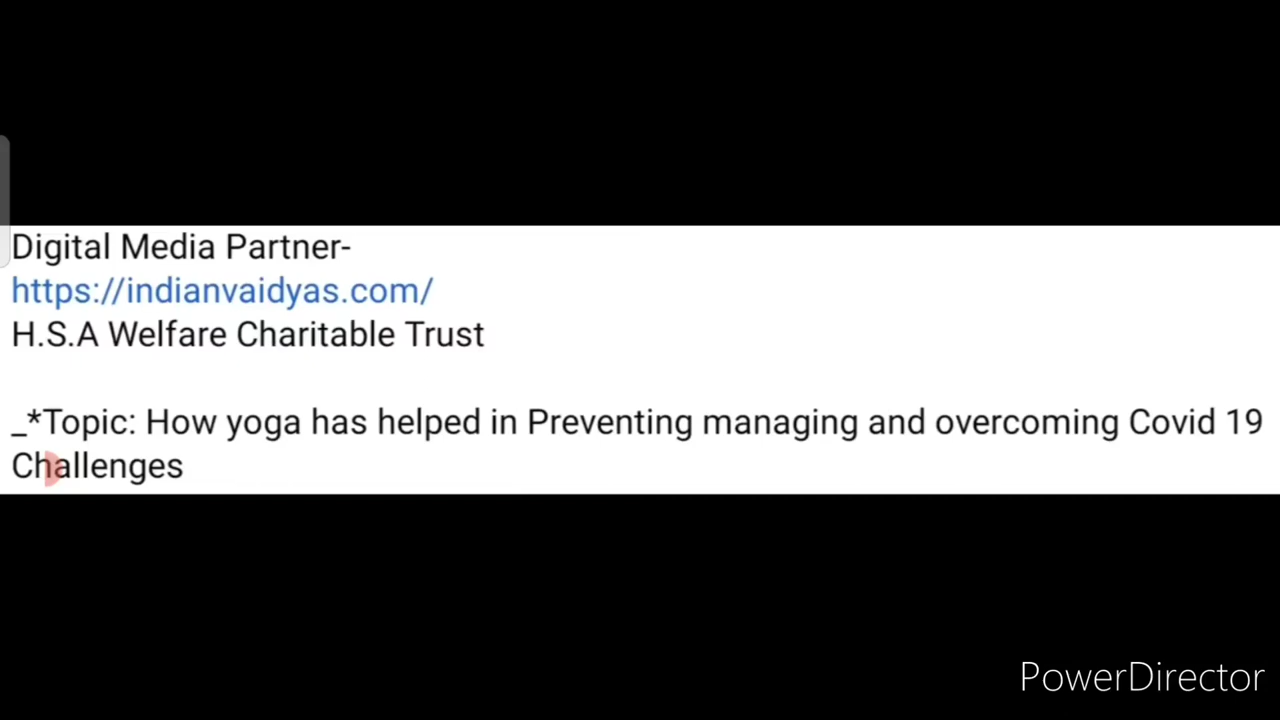 Digital Media Partner-
https://indianvaidyas.com/
H.S.A Welfare Charitable Trust
_*Topic: How yoga has helped in Preventing managing and overcoming Covid 19
Challenges
PowerDirector